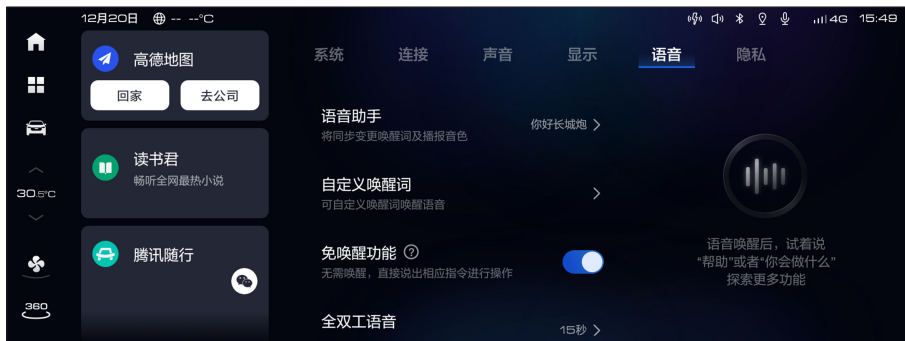 12月20日 -- --°C
4G 15:49
高德地图
回家 去公司
读书君
畅听全网最热小说
腾讯随行
30.5°C
360
系统 连接 声音 显示 语音 隐私
语音助手
将同步变更唤醒词及播报音色
你好长城炮
自定义唤醒词
可自定义唤醒词唤醒语音
免唤醒功能
无需唤醒，直接说出相应指令进行操作
全双工语音
15秒
语音唤醒后，试着说
“帮助”或者“你会做什么”
探索更多功能